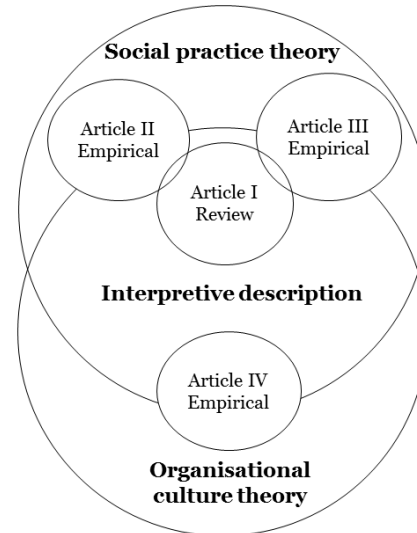 Social practice theory
Article II
Empirical
Article III
Empirical
Article I
Review
Interpretive description
Article IV
Empirical
Organisational
culture theory